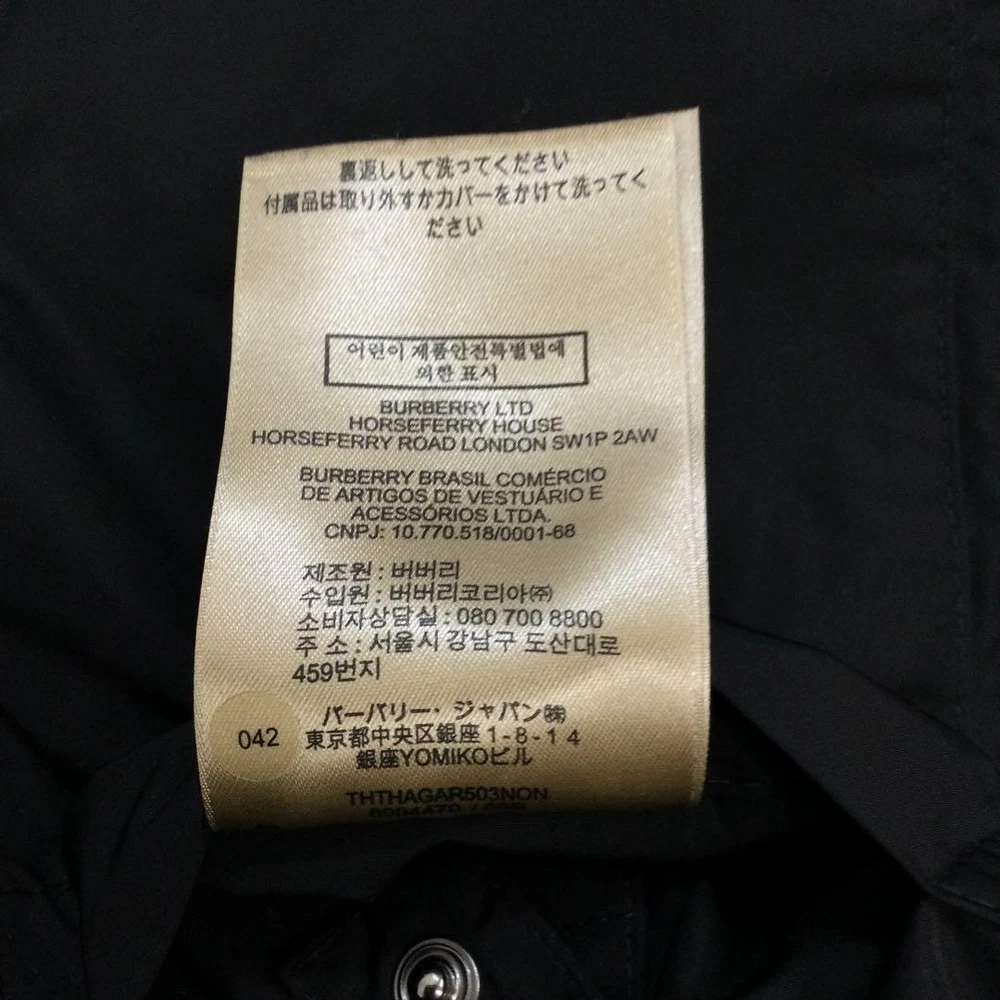 裏返しして洗ってください
付属品は取り外すかカバーをかけて洗ってく
ださい
어린이 제품안전특별법에
의한 표시
BURBERRY LTD
HORSEFERRY HOUSE
HORSEFERRY ROAD LONDON SW1P 2AW
BURBERRY BRASIL COMÉRCIO
DE ARTIGOS DE VESTUÁRIO E
ACESSÓRIOS LTDA.
CNPJ: 10.770.518/0001-68
제조원 : 버버리
수입원 : 버버리코리아㈜
소비자상담실 : 080 700 8800
주 소 : 서울시 강남구 도산대로
459번지
バーバリー・ジャパン㈱
042 東京都中央区銀座 1-8-14
銀座YOMIKOビル
THTHAGAR503NON